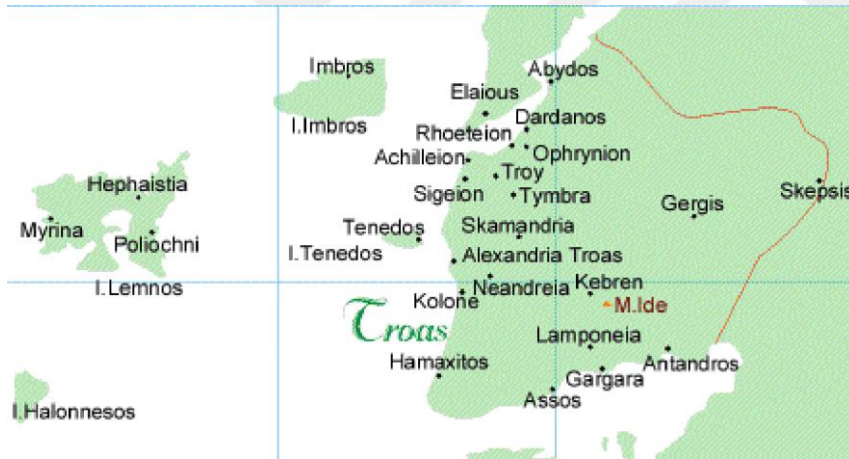 Imbros
Abydos
Elaious
I.Imbros
Dardanos
Rhoeteion
Achilleion
Ophrynion
Troy
Hephaistia
Sigeion
Tymbra
Skepsis
Gergis
Myrina
Poliochni
Tenedos
Skamandria
I.Tenedos
Alexandria Troas
I.Lemnos
Neandreia
Kebren
Kolone
M.Ide
Troas
Lamponeia
Hamaxitos
Antandros
Gargara
Assos
I.Halonnesos